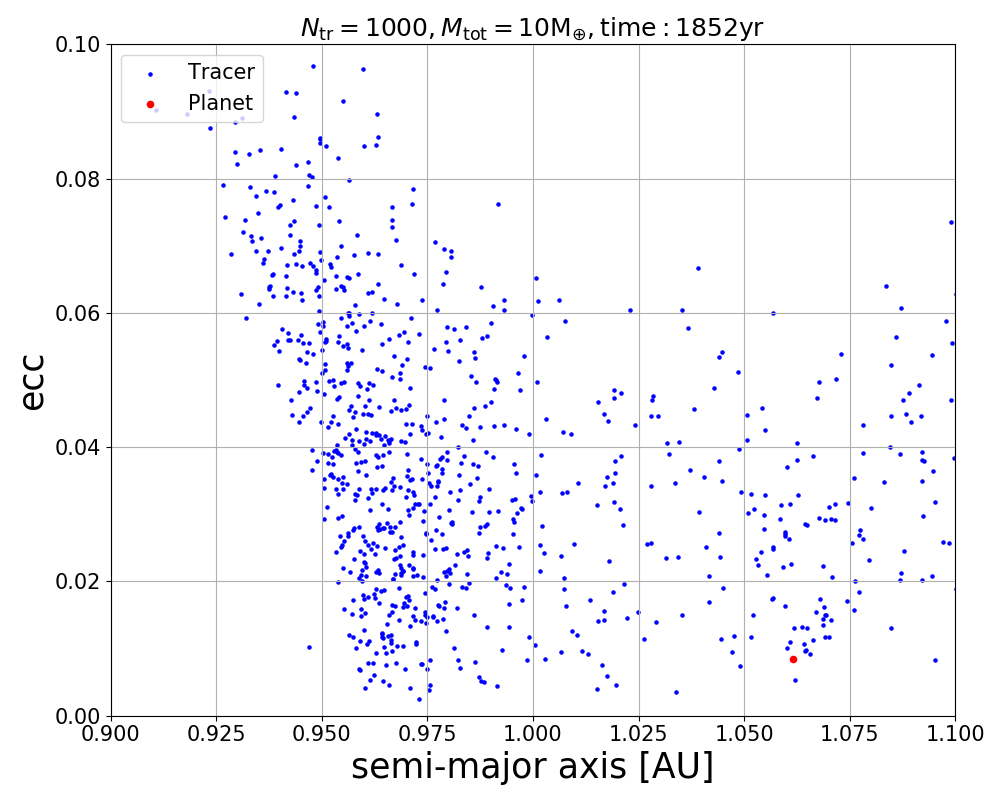 N_tr = 1000, M_tot = 10M_⊕, time : 1852yr
Tracer
Planet
ecc
0.10
0.08
0.06
0.04
0.02
0.00
0.900 0.925 0.950 0.975 1.000 1.025 1.050 1.075 1.100
semi-major axis [AU]